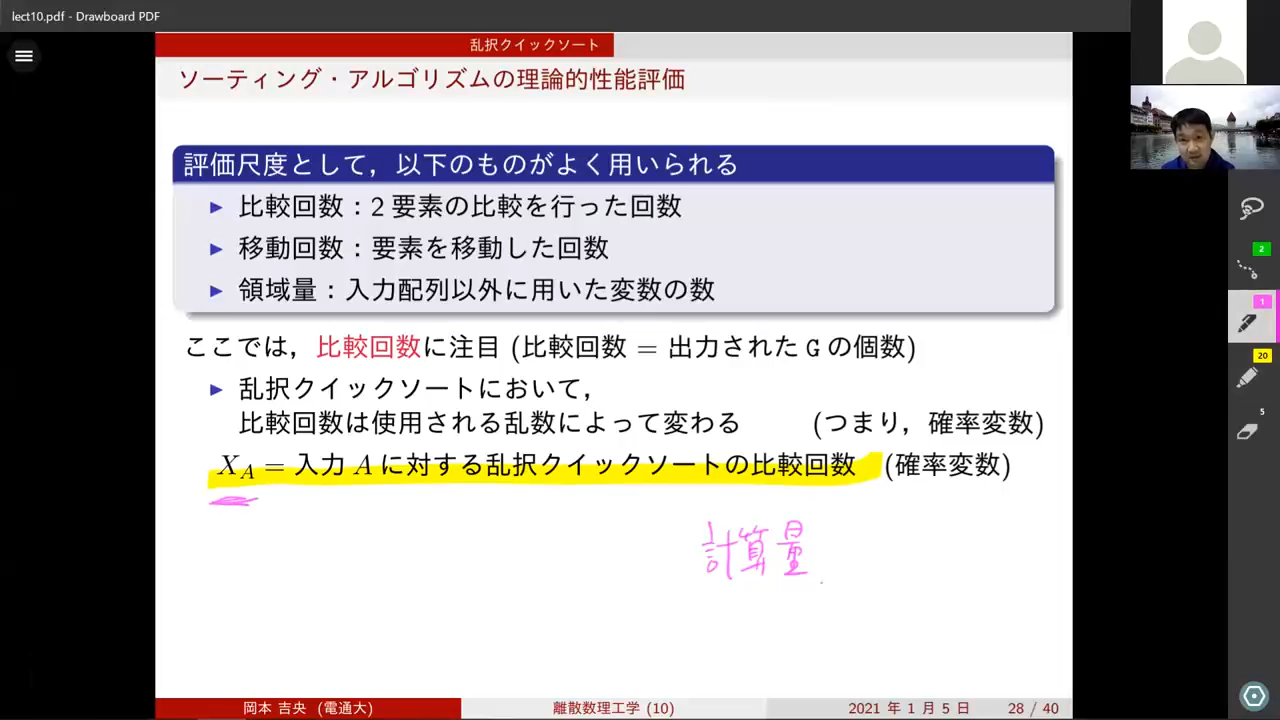 lect10.pdf - Drawboard PDF
乱択クイックソート
ソーティング・アルゴリズムの理論的性能評価
評価尺度として，以下のものがよく用いられる
▶ 比較回数：2 要素の比較を行った回数
▶ 移動回数：要素を移動した回数
▶ 領域量：入力配列以外に用いた変数の数
ここでは，比較回数に注目 (比較回数 = 出力された G の個数)
▶ 乱択クイックソートにおいて，
比較回数は使用される乱数によって変わる (つまり，確率変数)
X_A = 入力 A に対する乱択クイックソートの比較回数 (確率変数)
計算量
岡本 吉央 (電通大) 離散数理工学 (10) 2021 年 1 月 5 日 28 / 40
2
1
20
5